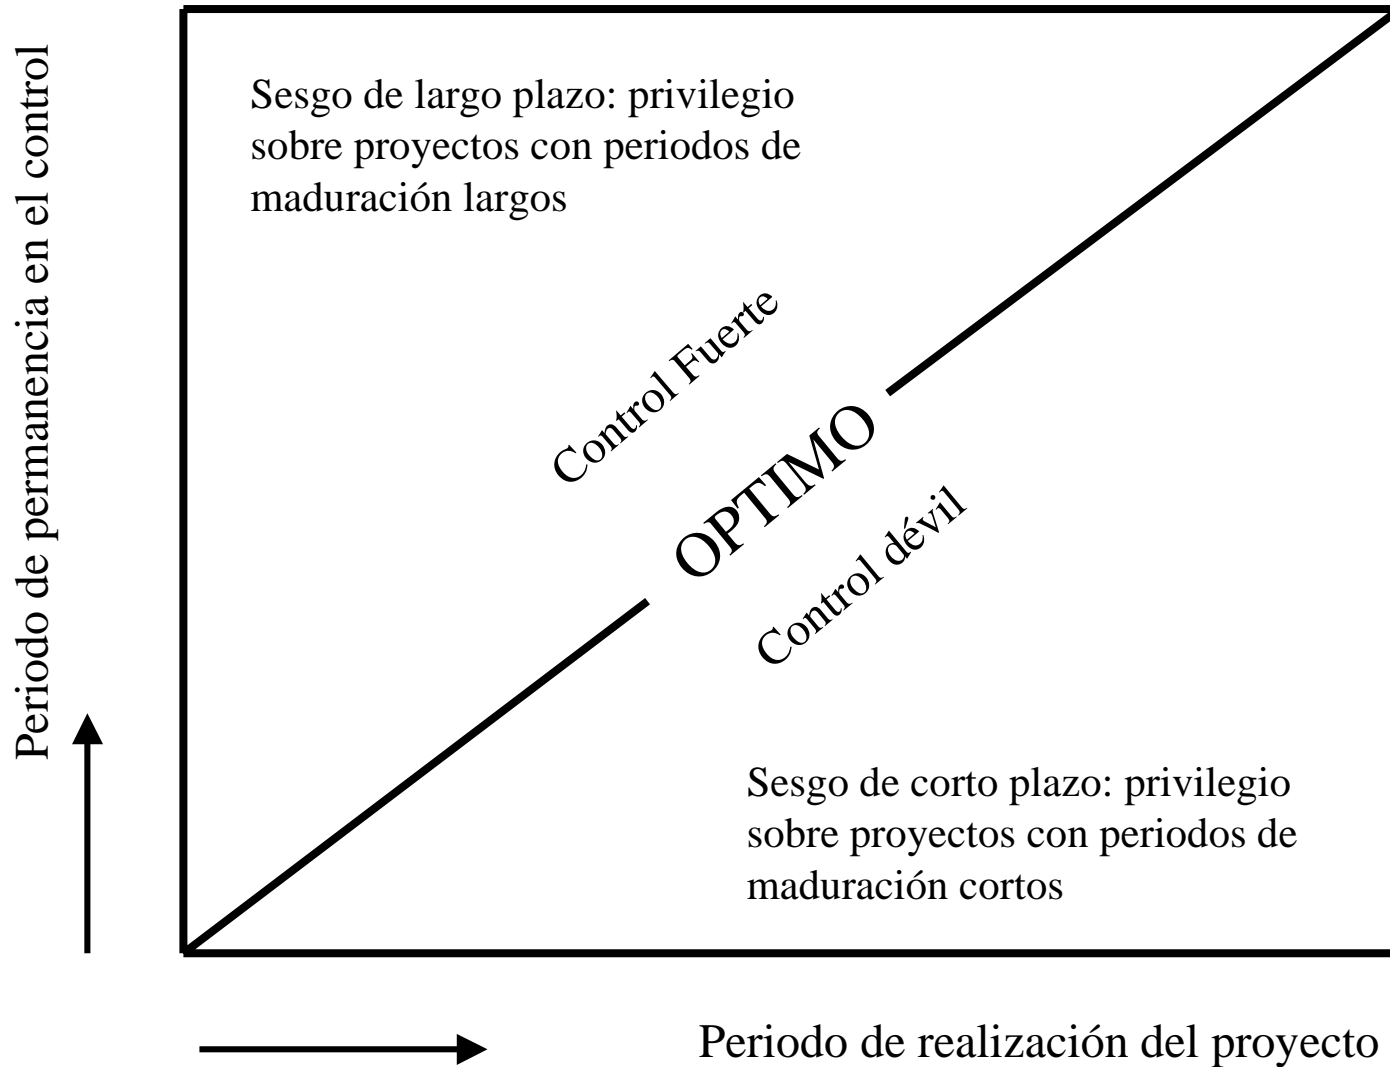 Periodo de permanencia en el control
Sesgo de largo plazo: privilegio
sobre proyectos con periodos de
maduración largos
Control Fuerte
OPTIMO
Control dévil
Sesgo de corto plazo: privilegio
sobre proyectos con periodos de
maduración cortos
Periodo de realización del proyecto